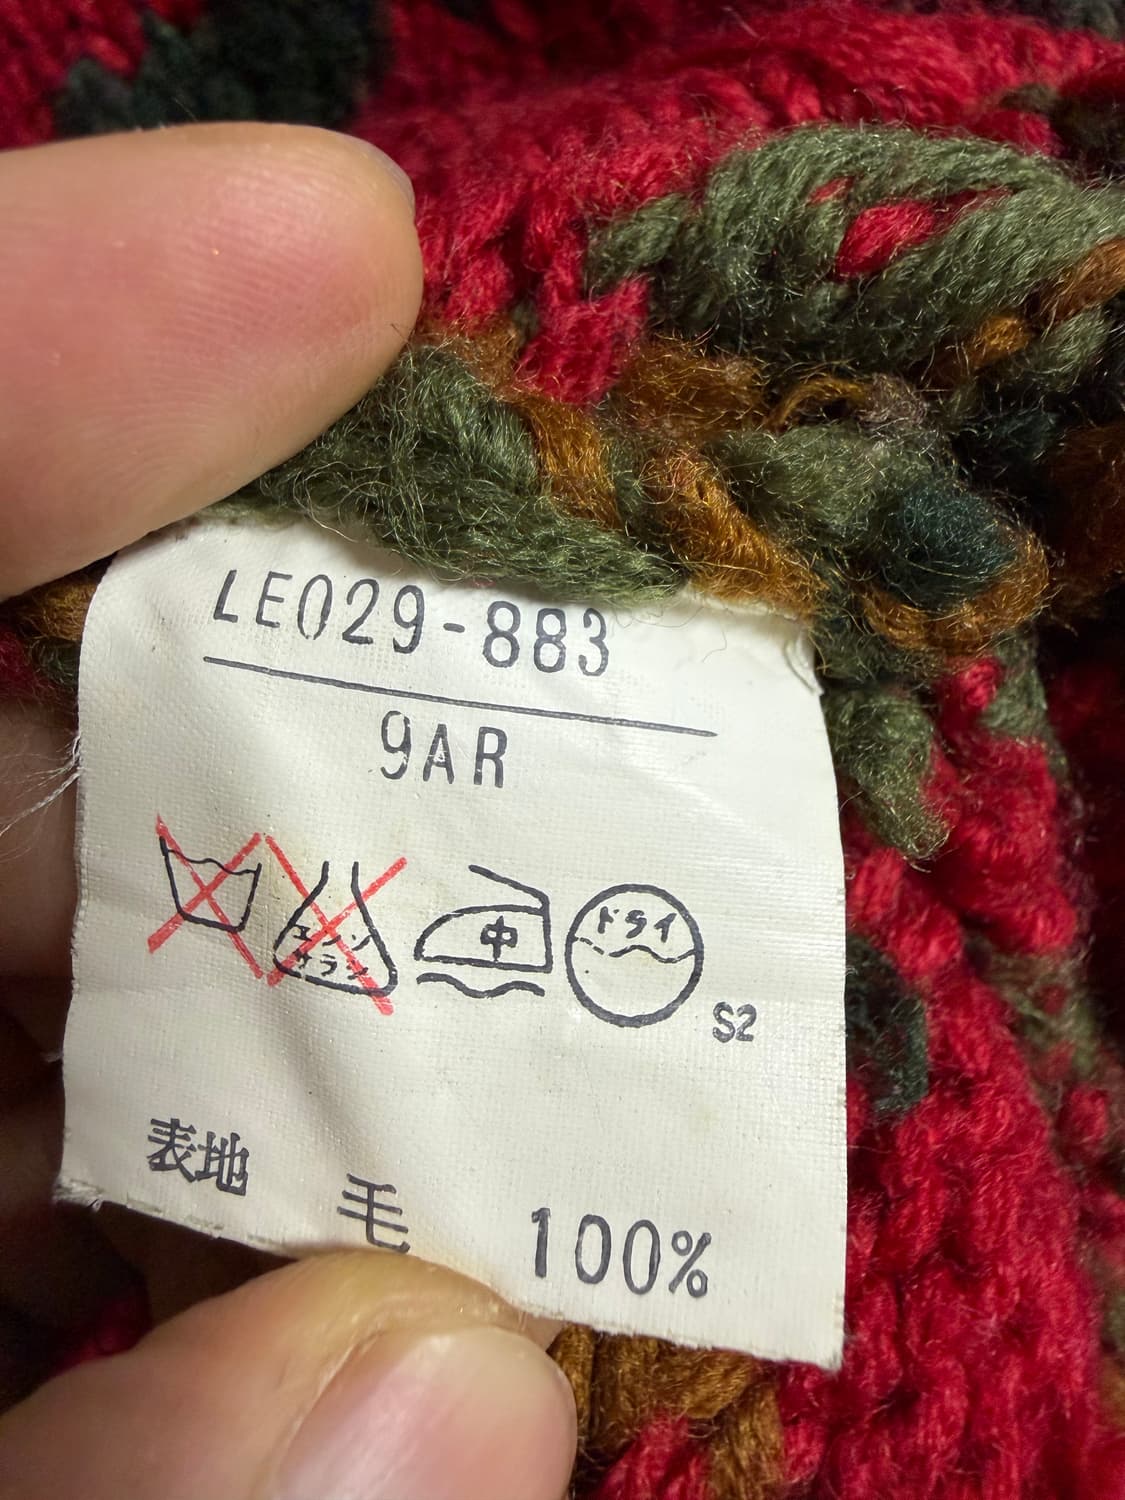 LE029-883
9AR
エンソ
サラシ
中
ドライ
S2
表地 毛 100%